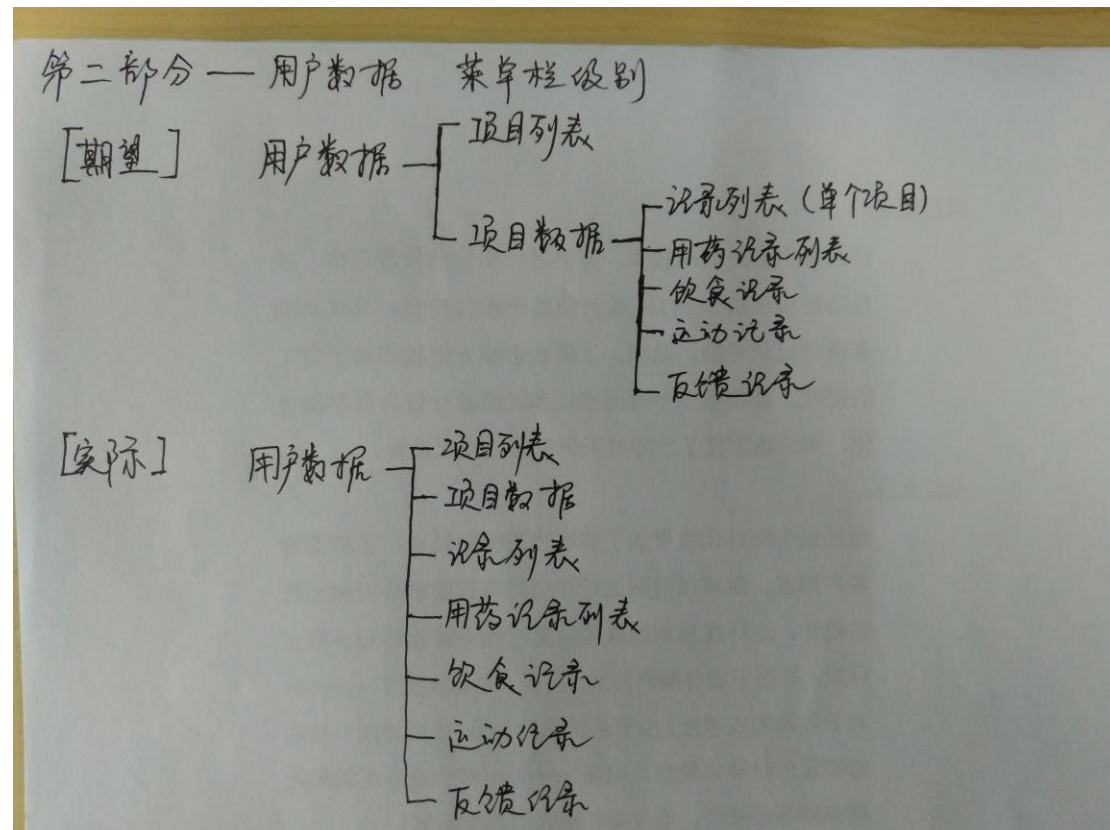 第二部分 — 用户数据 菜单栏级别
[期望] 用户数据
项目列表
项目数据
记录列表（单个项目）
用药记录列表
饮食记录
运动记录
反馈记录
[实际] 用户数据
项目列表
项目数据
记录列表
用药记录列表
饮食记录
运动记录
反馈记录